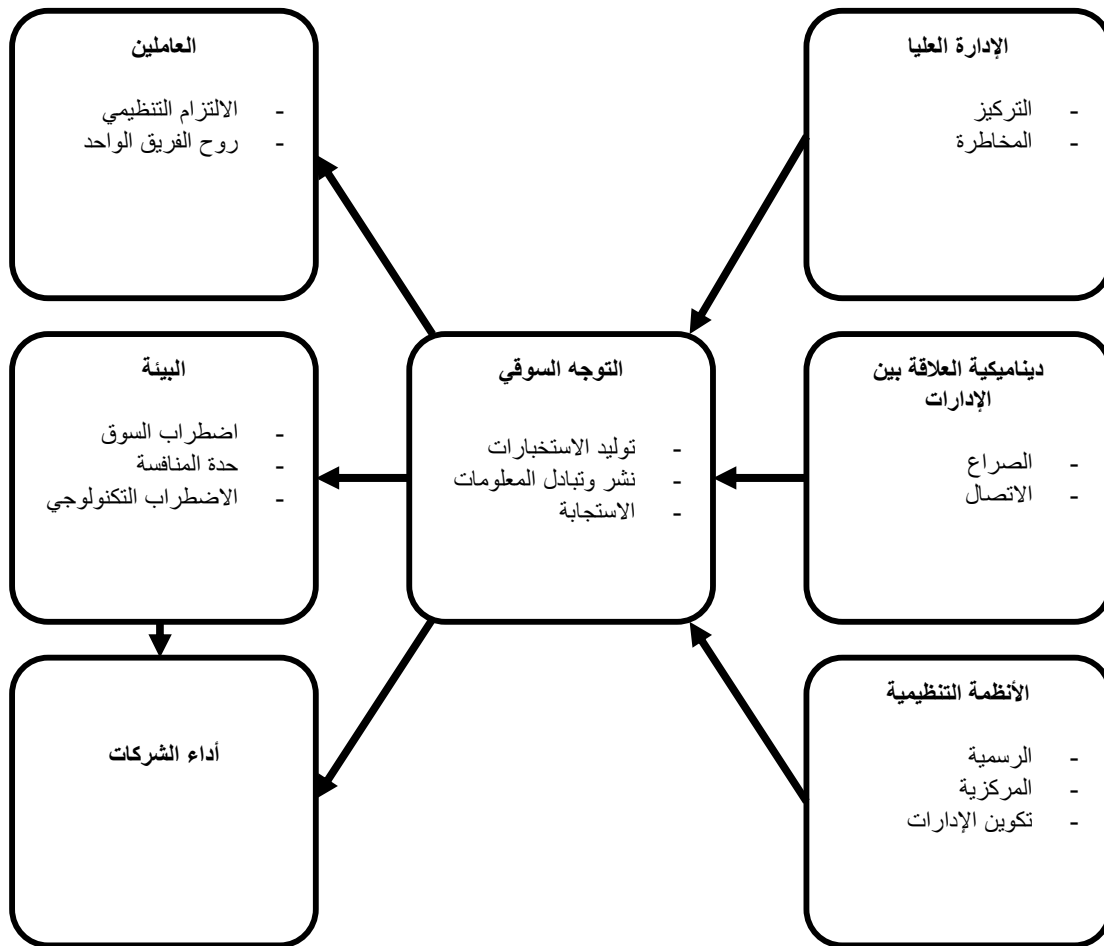 الإدارة العليا
- التركيز
- المخاطرة
العاملين
- الالتزام التنظيمي
- روح الفريق الواحد
ديناميكية العلاقة بين
الإدارات
- الصراع
- الاتصال
التوجه السوقي
- توليد الاستخبارات
- نشر وتبادل المعلومات
- الاستجابة
البيئة
- اضطراب السوق
- حدة المنافسة
- الاضطراب التكنولوجي
الأنظمة التنظيمية
- الرسمية
- المركزية
- تكوين الإدارات
أداء الشركات